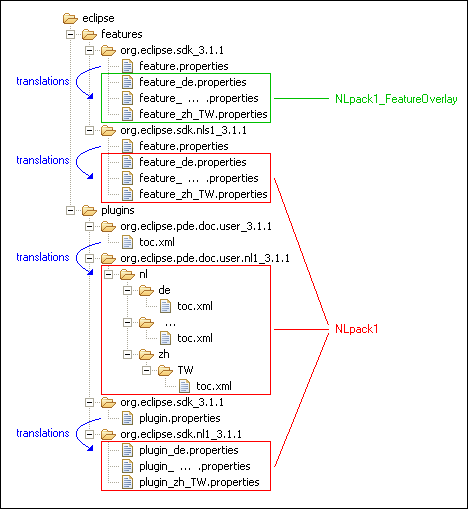 eclipse
features
org.eclipse.sdk_3.1.1
translations
feature.properties
feature_de.properties
feature_ ... .properties
feature_zh_TW.properties
NLpack1_FeatureOverlay
org.eclipse.sdk.nls1_3.1.1
translations
feature.properties
feature_de.properties
feature_ ... .properties
feature_zh_TW.properties
plugins
org.eclipse.pde.doc.user_3.1.1
toc.xml
translations
org.eclipse.pde.doc.user.nl1_3.1.1
nl
de
toc.xml
...
toc.xml
NLpack1
zh
TW
toc.xml
org.eclipse.sdk_3.1.1
plugin.properties
translations
org.eclipse.sdk.nl1_3.1.1
plugin_de.properties
plugin_ ... .properties
plugin_zh_TW.properties